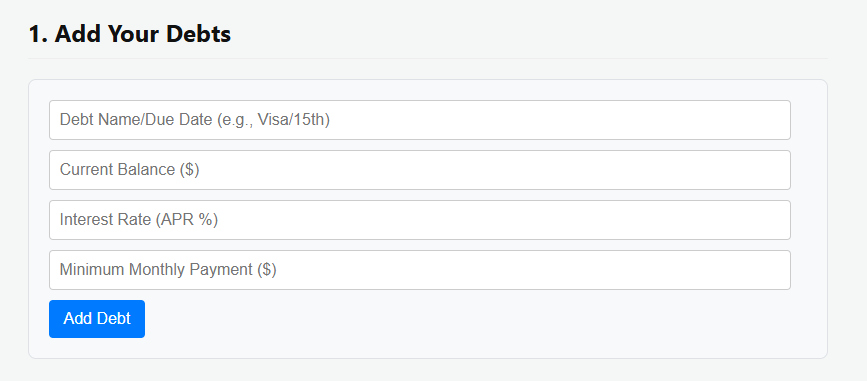 1. Add Your Debts
Debt Name/Due Date (e.g., Visa/15th)
Current Balance ($)
Interest Rate (APR %)
Minimum Monthly Payment ($)
Add Debt